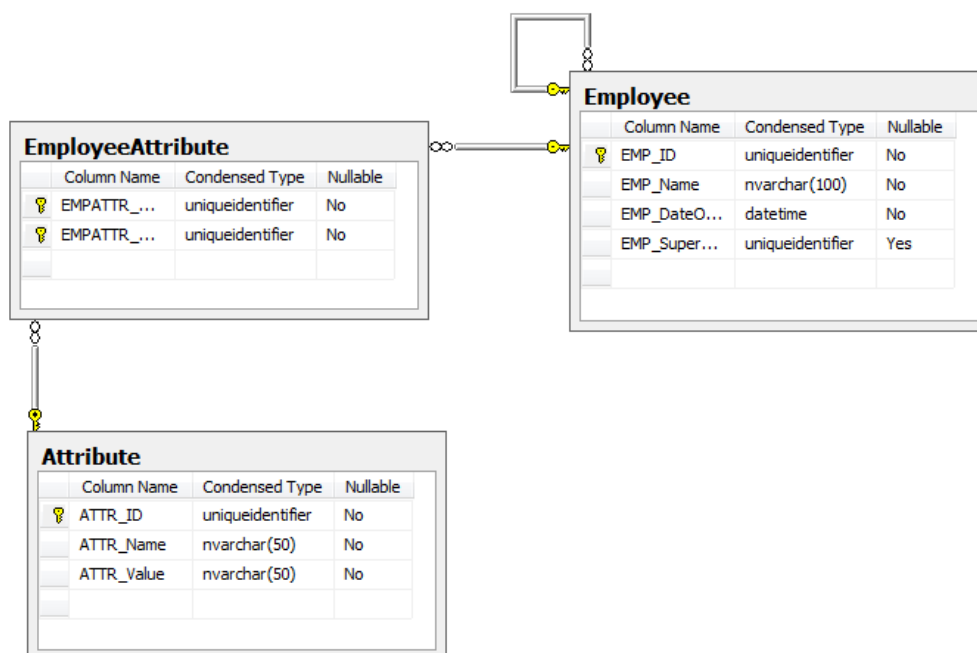 Employee
Column Name Condensed Type Nullable
EMP_ID uniqueidentifier No
EMP_Name nvarchar(100) No
EMP_DateO... datetime No
EMP_Super... uniqueidentifier Yes
EmployeeAttribute
Column Name Condensed Type Nullable
EMPATTR_... uniqueidentifier No
EMPATTR_... uniqueidentifier No
Attribute
Column Name Condensed Type Nullable
ATTR_ID uniqueidentifier No
ATTR_Name nvarchar(50) No
ATTR_Value nvarchar(50) No